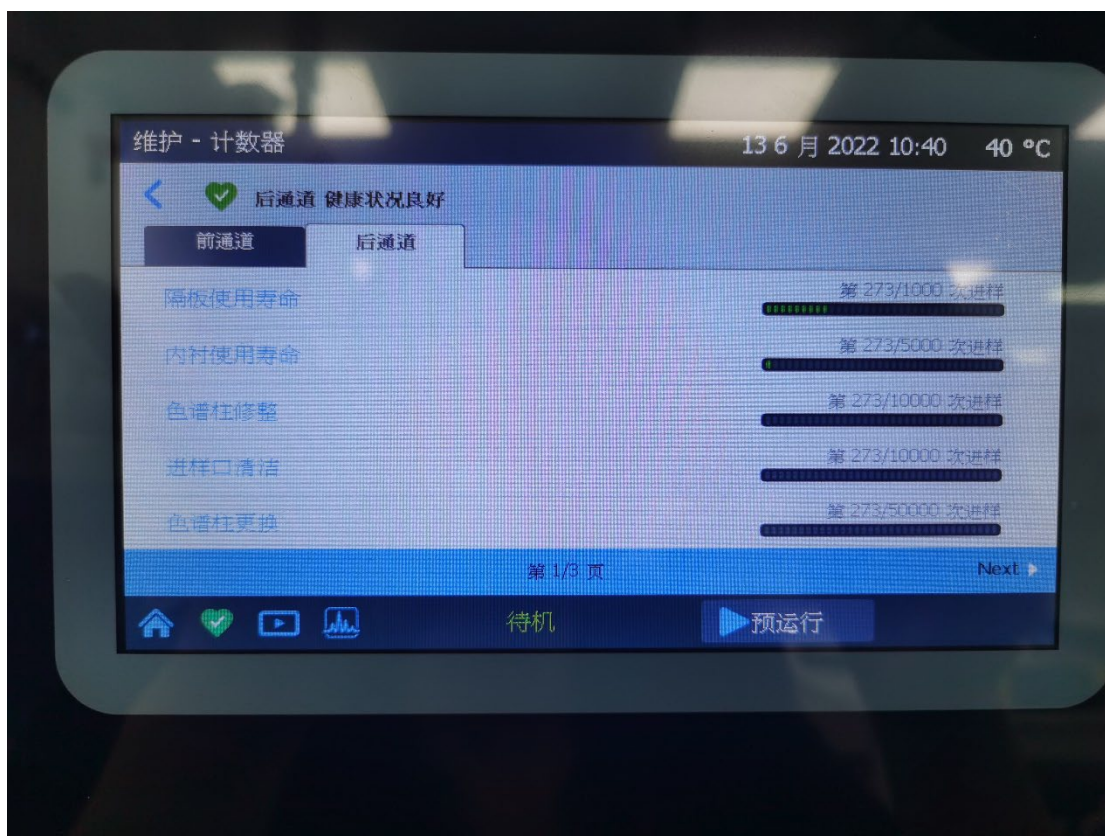 维护 - 计数器 13 6 月 2022 10:40 40 °C
后通道 健康状况良好
前通道 后通道
隔板使用寿命 第 273/1000 次进样
内衬使用寿命 第 273/5000 次进样
色谱柱修整 第 273/10000 次进样
进样口清洁 第 273/10000 次进样
色谱柱更换 第 273/50000 次进样
第 1/3 页 Next
待机 预运行